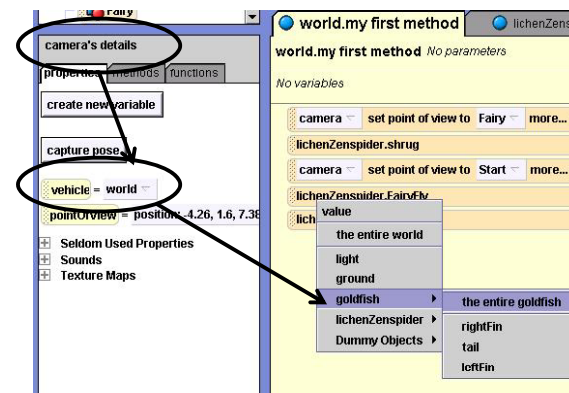 Fairy
camera's details
properties methods functions
create new variable
capture pose
vehicle = world
pointOfView = position: -4.26, 1.6, 7.38
Seldom Used Properties
Sounds
Texture Maps
world.my first method lichenZens
world.my first method No parameters
No variables
camera set point of view to Fairy more...
lichenZenspider.shrug
camera set point of view to Start more...
lichenZenspider.FairyFly
lich
value
the entire world
light
ground
goldfish the entire goldfish
lichenZenspider rightFin
Dummy Objects tail
leftFin